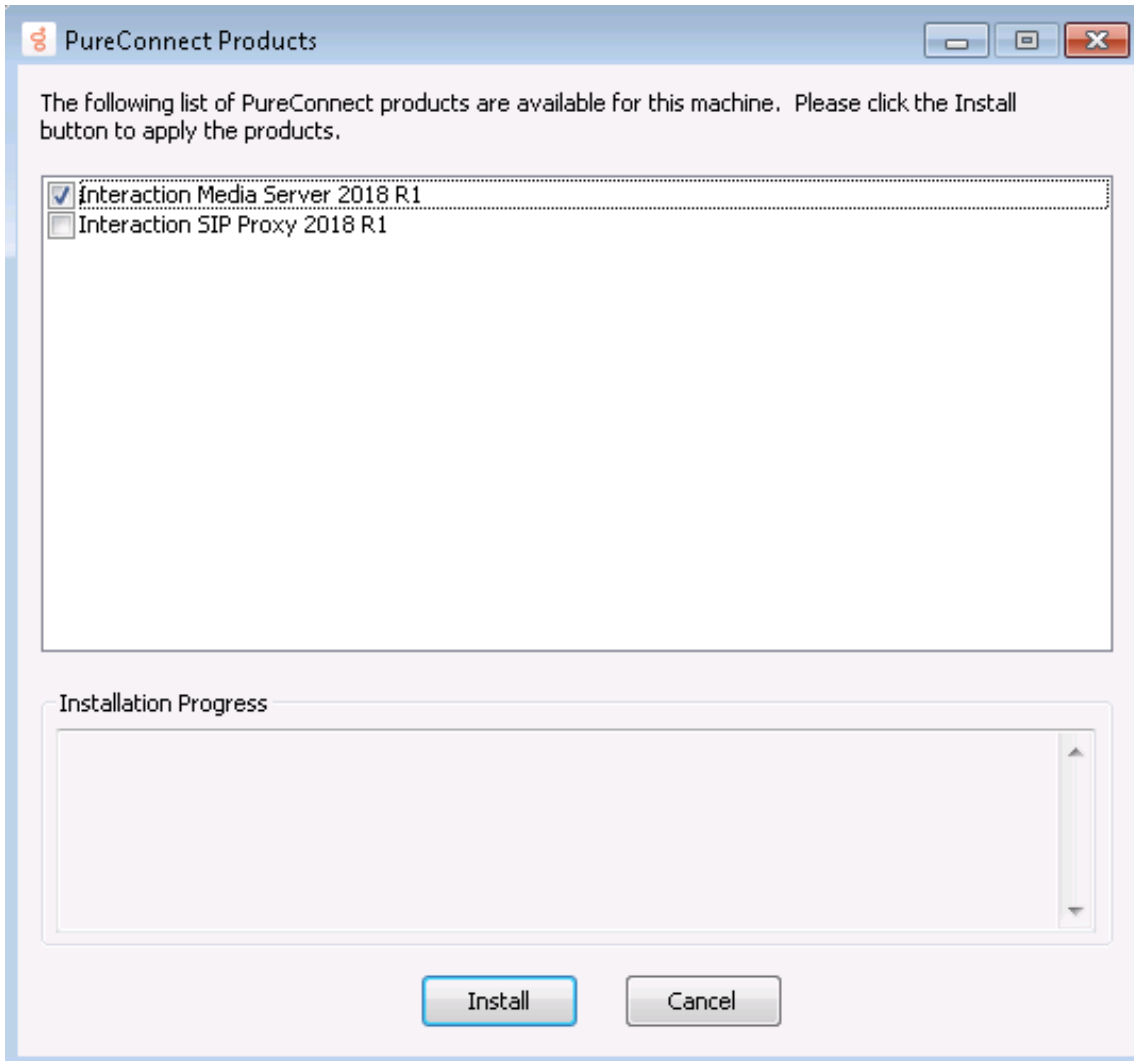 PureConnect Products
The following list of PureConnect products are available for this machine.  Please click the Install
button to apply the products.
Interaction Media Server 2018 R1
Interaction SIP Proxy 2018 R1
Installation Progress
Install
Cancel